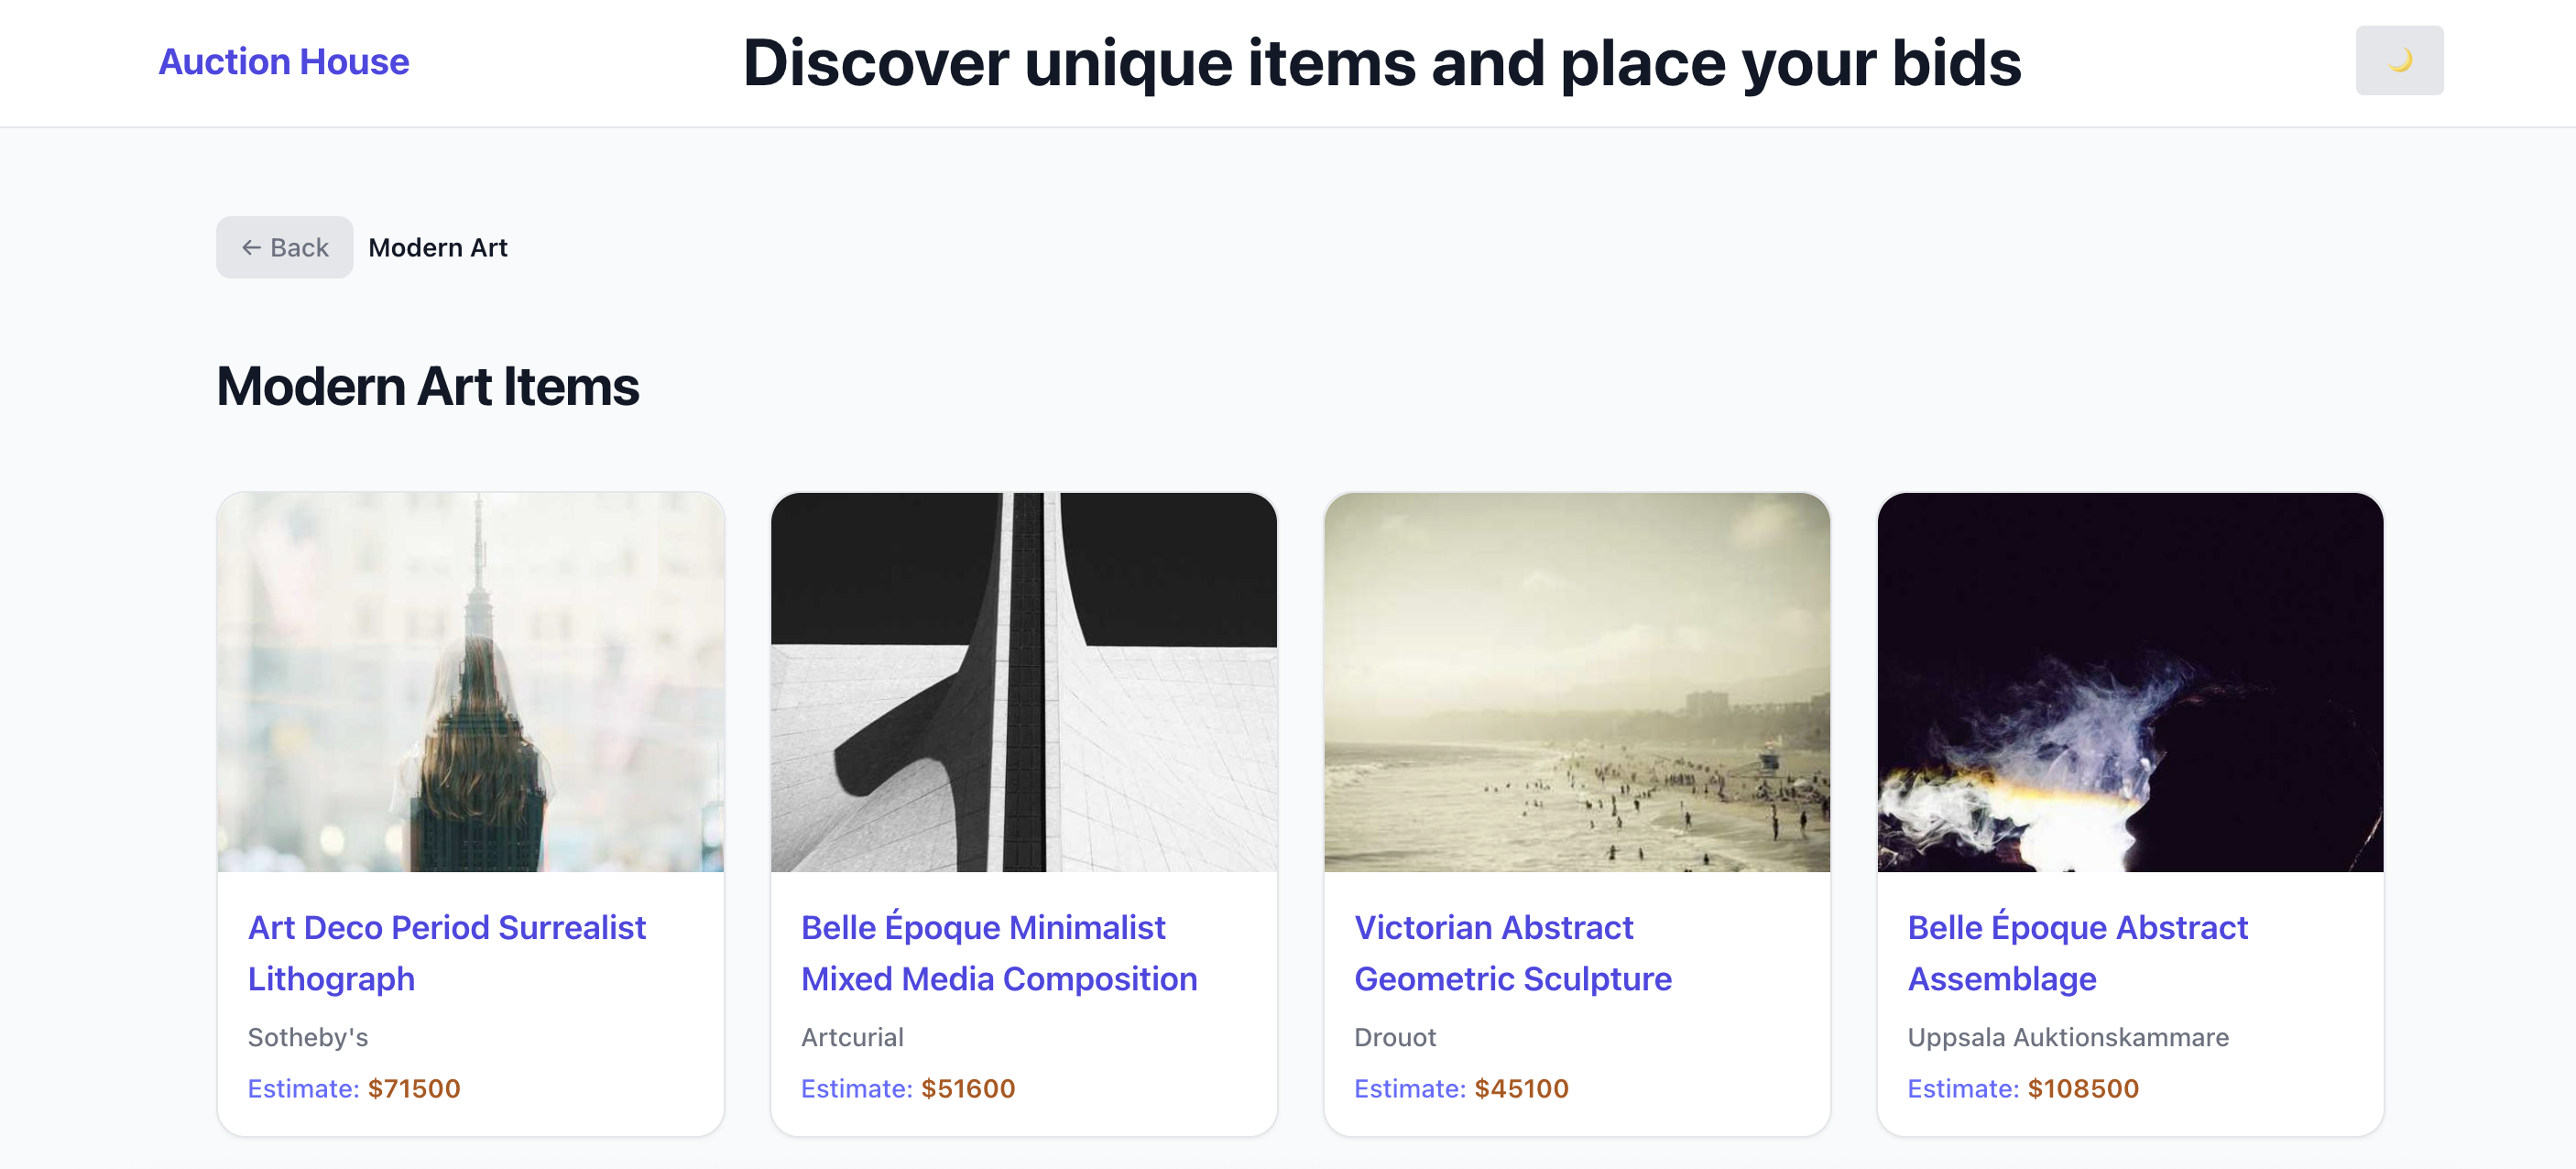 Auction House
Discover unique items and place your bids
← Back
Modern Art
Modern Art Items
Art Deco Period Surrealist
Lithograph
Sotheby's
Estimate: $71500
Belle Époque Minimalist
Mixed Media Composition
Artcurial
Estimate: $51600
Victorian Abstract
Geometric Sculpture
Drouot
Estimate: $45100
Belle Époque Abstract
Assemblage
Uppsala Auktionskammare
Estimate: $108500